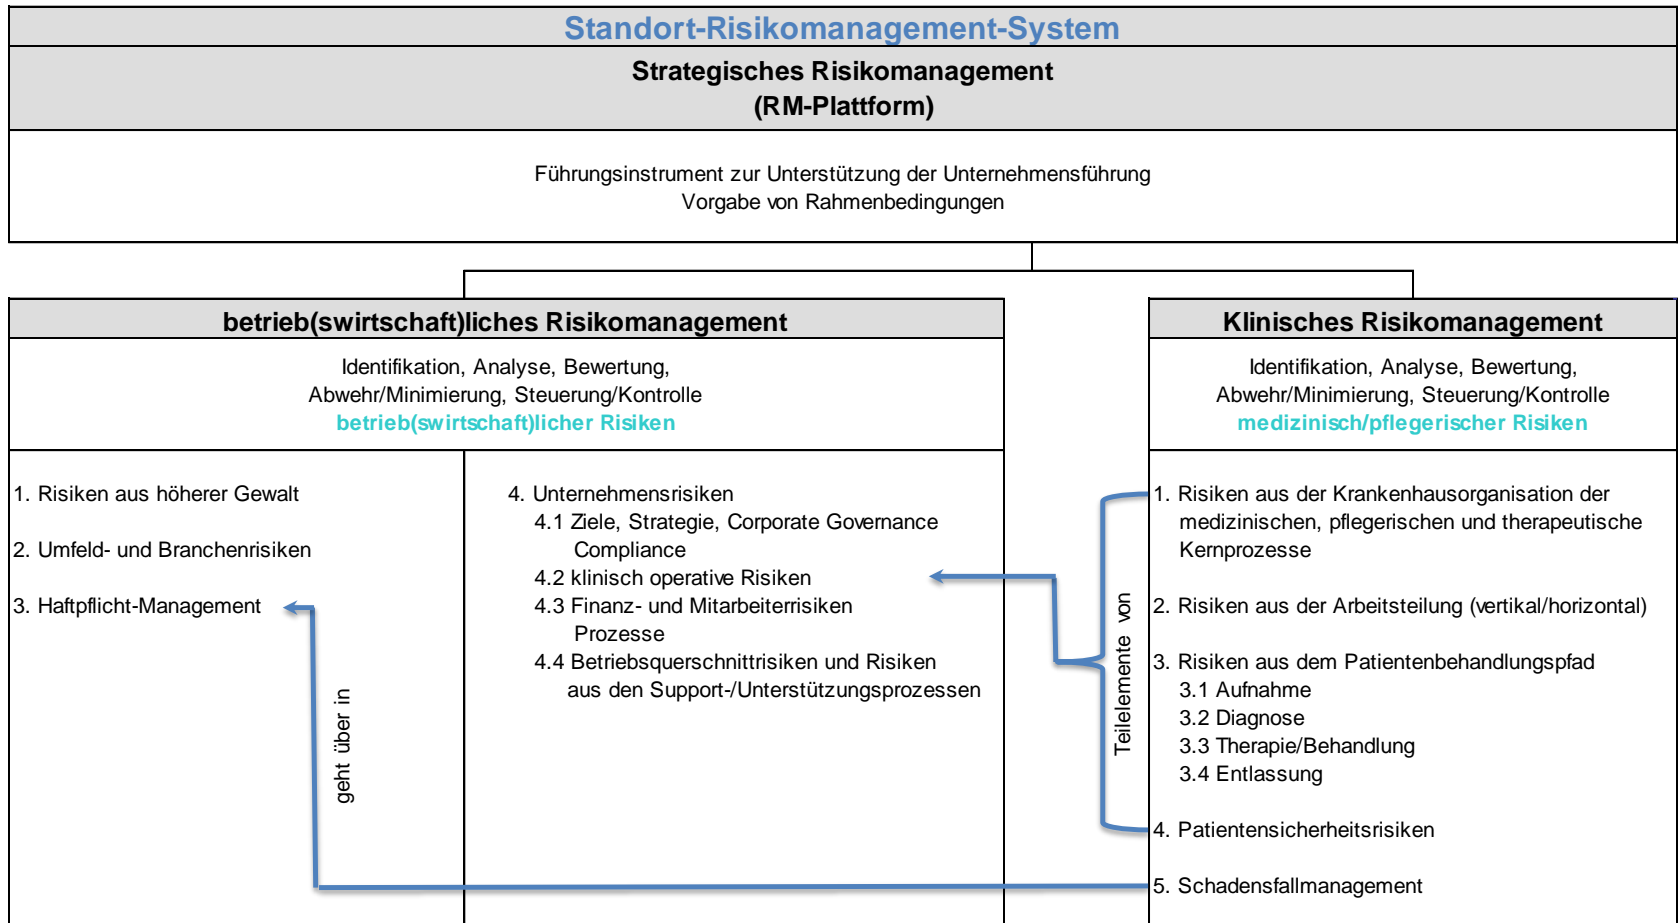 Standort-Risikomanagement-System
Strategisches Risikomanagement
(RM-Plattform)
Führungsinstrument zur Unterstützung der Unternehmensführung
Vorgabe von Rahmenbedingungen
betrieb(swirtschaft)liches Risikomanagement
Identifikation, Analyse, Bewertung,
Abwehr/Minimierung, Steuerung/Kontrolle
betrieb(swirtschaft)licher Risiken
1. Risiken aus höherer Gewalt
2. Umfeld- und Branchenrisiken
3. Haftpflicht-Management
geht über in
4. Unternehmensrisiken
4.1 Ziele, Strategie, Corporate Governance
Compliance
4.2 klinisch operative Risiken
4.3 Finanz- und Mitarbeiterrisiken
Prozesse
4.4 Betriebsquerschnittrisiken und Risiken
aus den Support-/Unterstützungsprozessen
Teilelemente von
Klinisches Risikomanagement
Identifikation, Analyse, Bewertung,
Abwehr/Minimierung, Steuerung/Kontrolle
medizinisch/pflegerischer Risiken
1. Risiken aus der Krankenhausorganisation der
medizinischen, pflegerischen und therapeutische
Kernprozesse
2. Risiken aus der Arbeitsteilung (vertikal/horizontal)
3. Risiken aus dem Patientenbehandlungspfad
3.1 Aufnahme
3.2 Diagnose
3.3 Therapie/Behandlung
3.4 Entlassung
4. Patientensicherheitsrisiken
5. Schadensfallmanagement